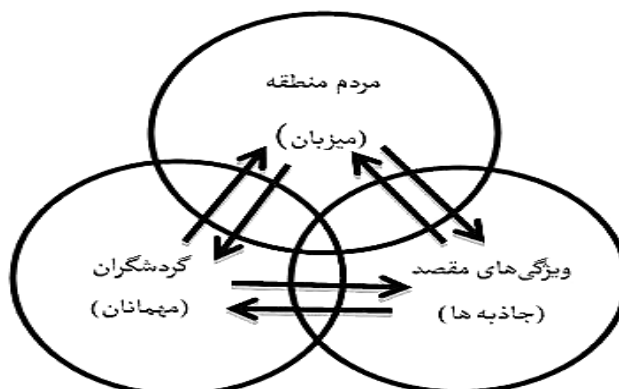 مردم منطقه
(میزبان)
گردشگران
(مهمانان)
ویژگی‌های مقصد
(جاذبه ها)